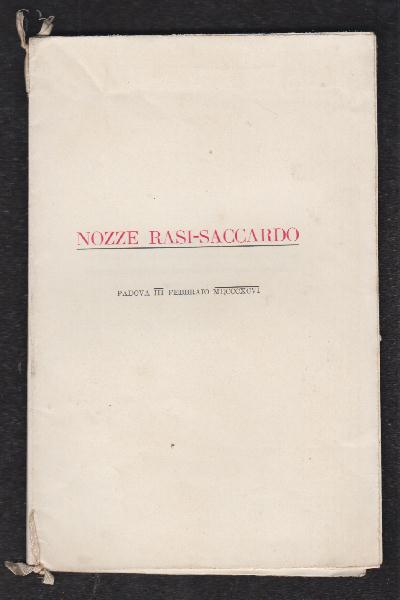 NOZZE RASI-SACCARDO
PADOVA III FEBBRAIO MDCCCXCVI